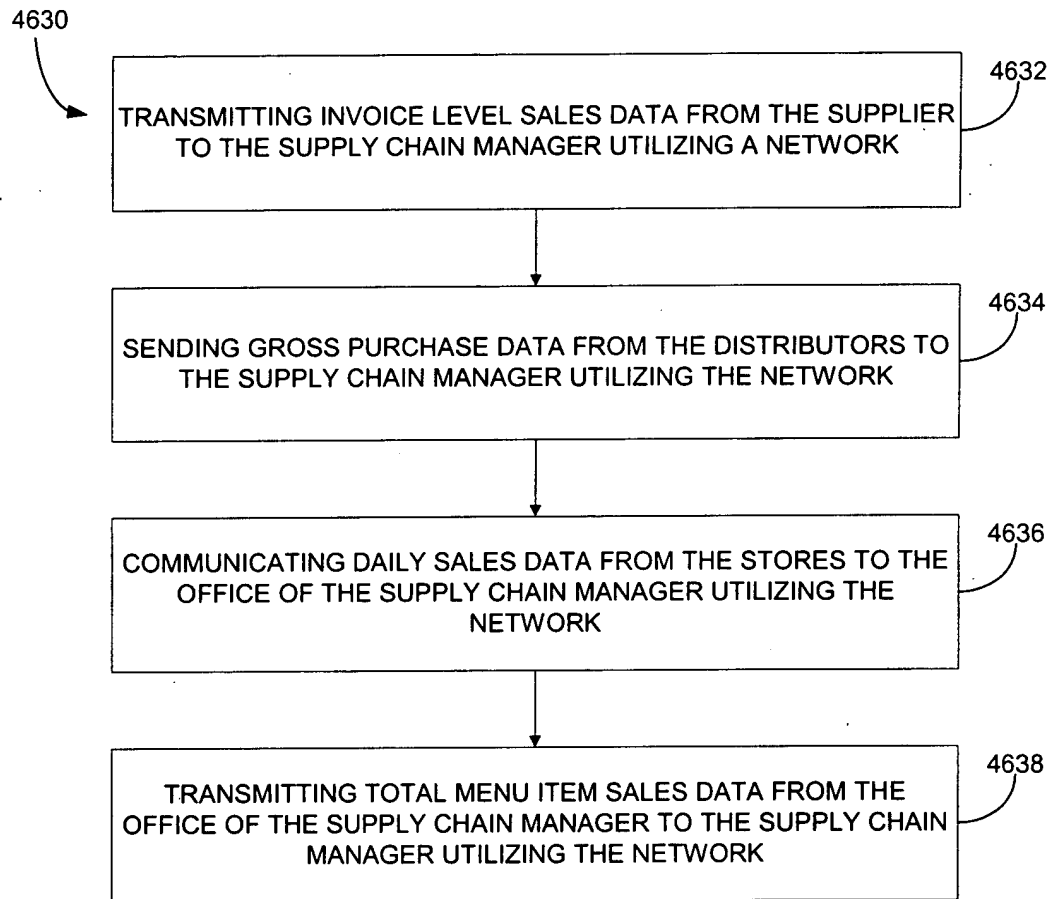 4630
4632
TRANSMITTING INVOICE LEVEL SALES DATA FROM THE SUPPLIER
TO THE SUPPLY CHAIN MANAGER UTILIZING A NETWORK
4634
SENDING GROSS PURCHASE DATA FROM THE DISTRIBUTORS TO
THE SUPPLY CHAIN MANAGER UTILIZING THE NETWORK
4636
COMMUNICATING DAILY SALES DATA FROM THE STORES TO THE
OFFICE OF THE SUPPLY CHAIN MANAGER UTILIZING THE
NETWORK
4638
TRANSMITTING TOTAL MENU ITEM SALES DATA FROM THE
OFFICE OF THE SUPPLY CHAIN MANAGER TO THE SUPPLY CHAIN
MANAGER UTILIZING THE NETWORK